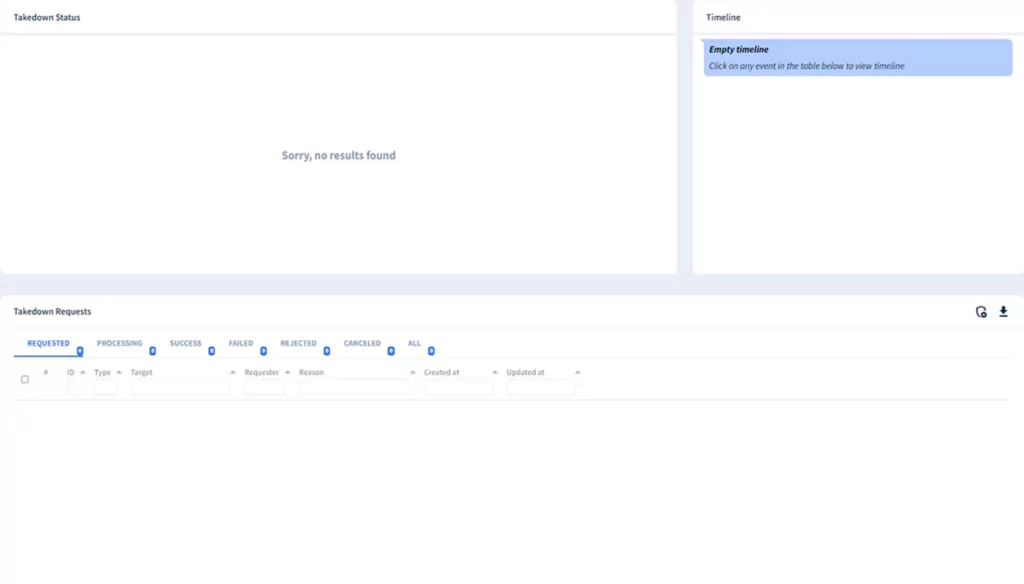 Takedown Status
Timeline
Empty timeline
Click on any event in the table below to view timeline
Sorry, no results found
Takedown Requests
REQUESTED 0 PROCESSING 0 SUCCESS 0 FAILED 0 REJECTED 0 CANCELED 0 ALL 0
# ID Type Target Requester Reason Created at Updated at